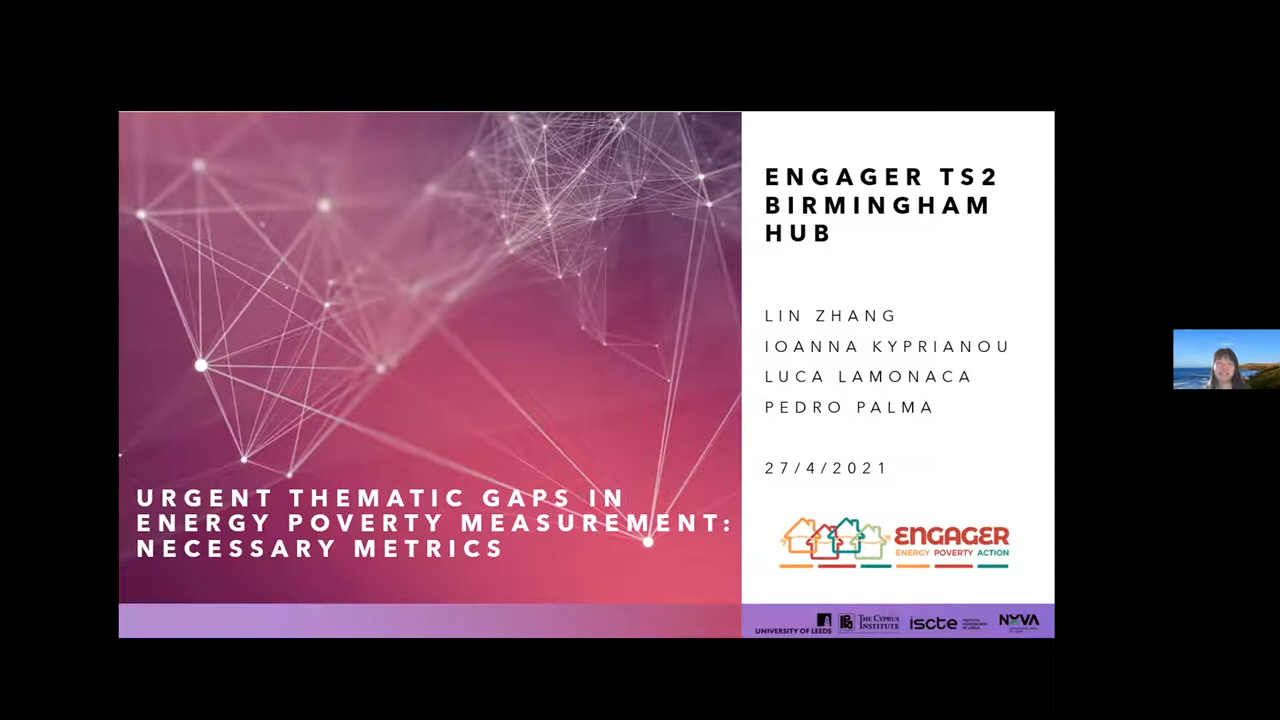 URGENT THEMATIC GAPS IN
ENERGY POVERTY MEASUREMENT:
NECESSARY METRICS
ENGAGER TS2
BIRMINGHAM
HUB
LIN ZHANG
IOANNA KYPRIANOU
LUCA LAMONACA
PEDRO PALMA
27/4/2021
ENGAGER
ENERGY POVERTY ACTION
UNIVERSITY OF LEEDS
THE CYPRUS
INSTITUTE
iscte
NOVA